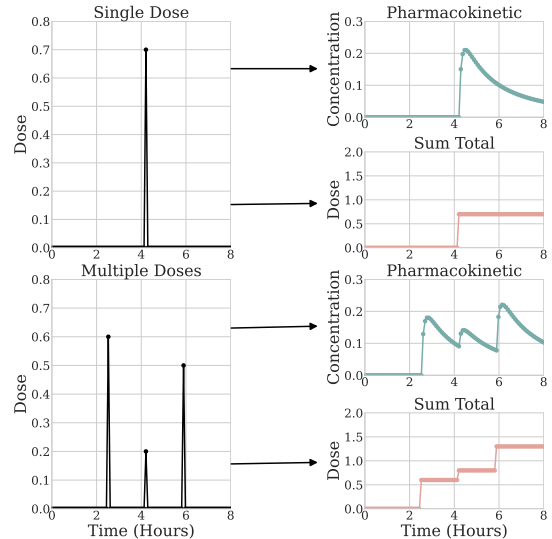 Single Dose
Dose
0.8
0.7
0.6
0.5
0.4
0.3
0.2
0.1
0.0
0 2 4 6 8
Pharmacokinetic
Concentration
0.3
0.2
0.1
0.0
0 2 4 6 8
Sum Total
Dose
2.0
1.5
1.0
0.5
0.0
0 2 4 6 8
Multiple Doses
Dose
0.8
0.7
0.6
0.5
0.4
0.3
0.2
0.1
0.0
0 2 4 6 8
Time (Hours)
Pharmacokinetic
Concentration
0.3
0.2
0.1
0.0
0 2 4 6 8
Sum Total
Dose
2.0
1.5
1.0
0.5
0.0
0 2 4 6 8
Time (Hours)